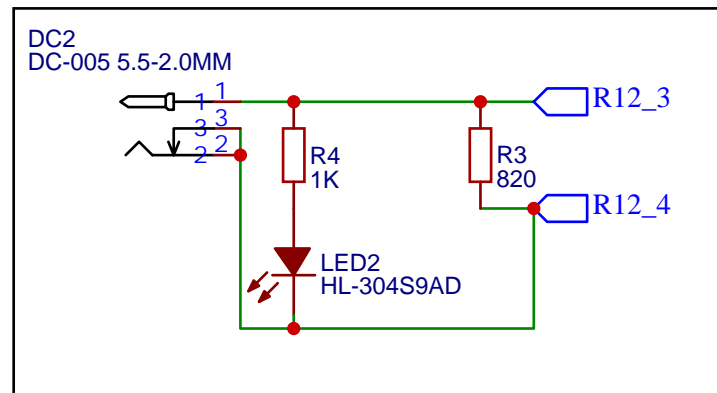 DC2
DC-005 5.5-2.0MM
1
1
3
3
2
2
R4
1K
R3
820
R12_3
R12_4
LED2
HL-304S9AD